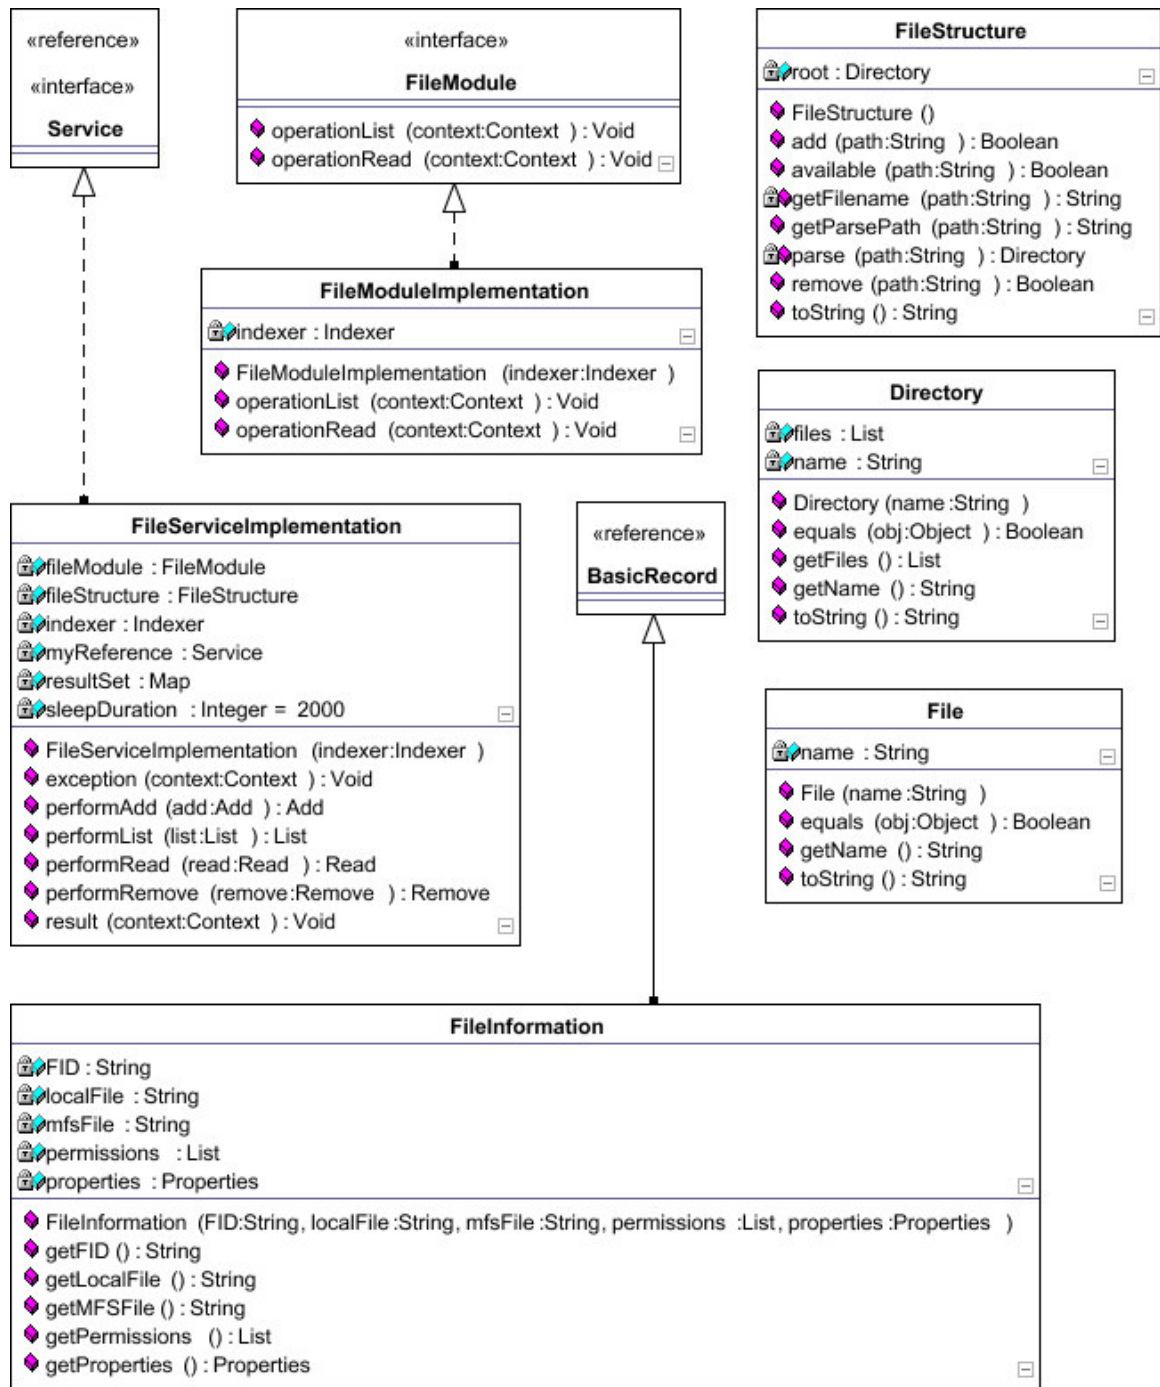 «reference»
«interface»
Service
«interface»
FileModule
operationList (context:Context ) : Void
operationRead (context:Context ) : Void
FileStructure
root : Directory
FileStructure ()
add (path:String ) : Boolean
available (path:String ) : Boolean
getFilename (path:String ) : String
getParsePath (path:String ) : String
parse (path:String ) : Directory
remove (path:String ) : Boolean
toString () : String
FileModuleImplementation
indexer : Indexer
FileModuleImplementation (indexer:Indexer )
operationList (context:Context ) : Void
operationRead (context:Context ) : Void
Directory
files : List
name : String
Directory (name :String )
equals (obj:Object ) : Boolean
getFiles () : List
getName () : String
toString () : String
FileServiceImplementation
fileModule : FileModule
fileStructure : FileStructure
indexer : Indexer
myReference : Service
resultSet : Map
sleepDuration : Integer = 2000
FileServiceImplementation (indexer:Indexer )
exception (context:Context ) : Void
performAdd (add:Add ) : Add
performList (list:List ) : List
performRead (read:Read ) : Read
performRemove (remove:Remove ) : Remove
result (context:Context ) : Void
«reference»
BasicRecord
File
name : String
File (name :String )
equals (obj:Object ) : Boolean
getName () : String
toString () : String
FileInformation
FID : String
localFile : String
mfsFile : String
permissions : List
properties : Properties
FileInformation (FID:String, localFile :String, mfsFile :String, permissions :List, properties :Properties )
getFID () : String
getLocalFile () : String
getMFSFile () : String
getPermissions () : List
getProperties () : Properties